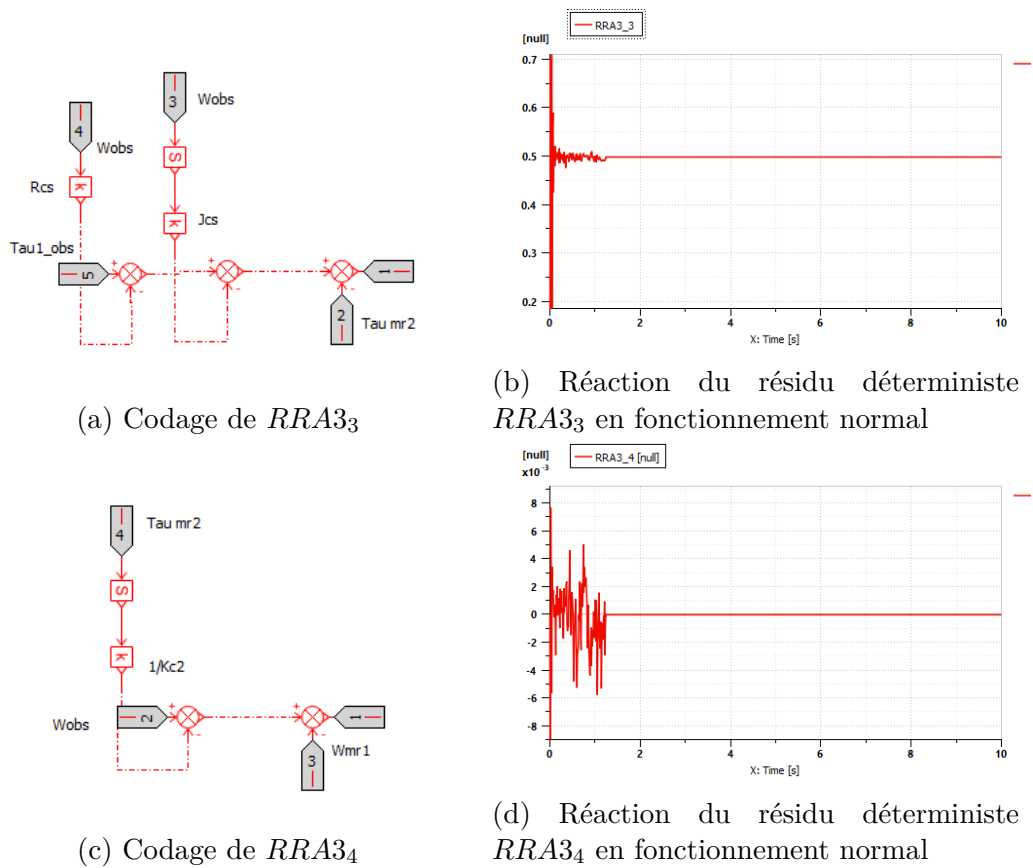 3
Wobs
4
Wobs
S
Rcs
k
k
Jcs
Tau1_obs
5
+
-
+
-
+
-
1
2
Tau mr2
RRA3_3
[null]
0.7
0.6
0.5
0.4
0.3
0.2
0
2
4
6
8
10
X: Time [s]
(a) Codage de RRA3₃
(b) Réaction du résidu déterministe
RRA3₃ en fonctionnement normal
4
Tau mr2
S
k
1/Kc2
Wobs
2
+
-
+
-
1
3
Wmr1
[null]
x10⁻³
RRA3_4 [null]
8
6
4
2
0
-2
-4
-6
-8
0
2
4
6
8
10
X: Time [s]
(c) Codage de RRA3₄
(d) Réaction du résidu déterministe
RRA3₄ en fonctionnement normal